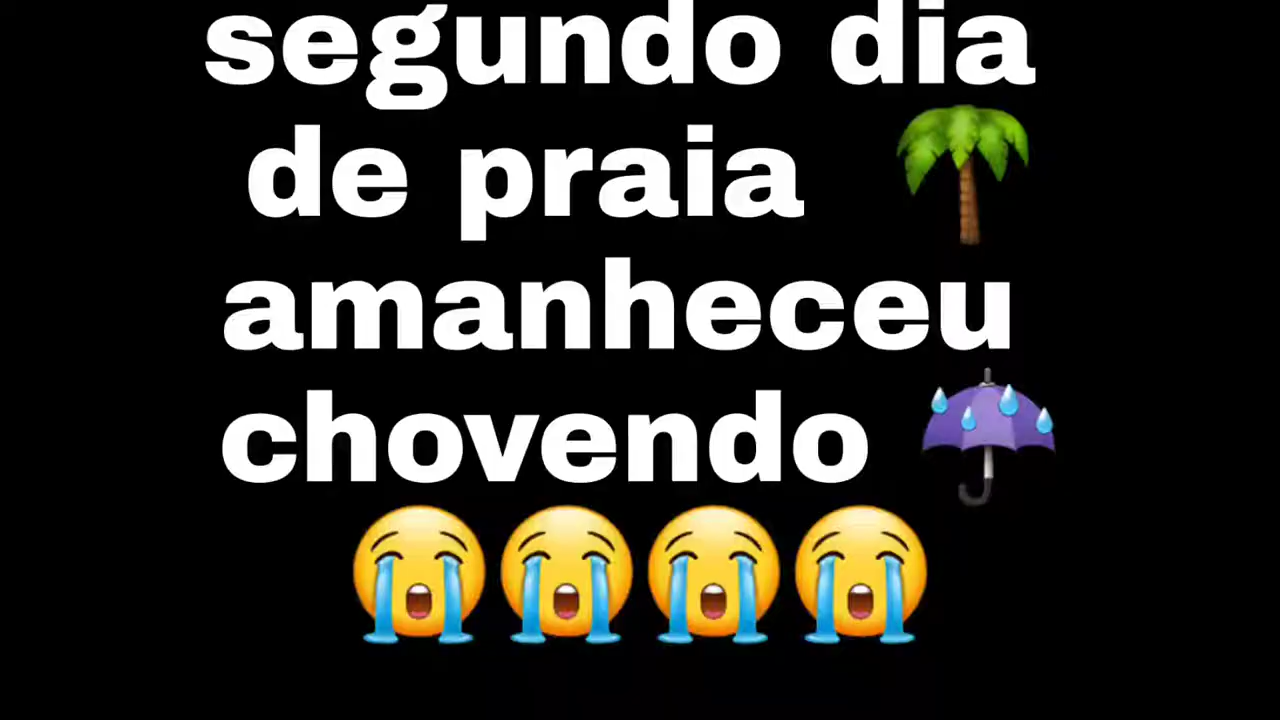 segundo dia
de praia 🌴
amanheceu
chovendo ☔
😭😭😭😭